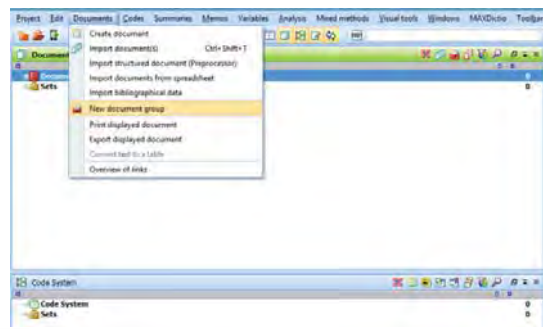 Project Edit Documents Codes Summaries Memos Variables Analysis Mixed methods Visual tools Windows MAXDictio
Create document
Import document(s) Ctrl+Shift+T
Import structured document (Preprocessor)
Import documents from spreadsheet
Import bibliographical data
New document group
Print displayed document
Export displayed document
Convert text to a table
Overview of links
Document
0
Sets 0
Code System
Code System 0
Sets 0